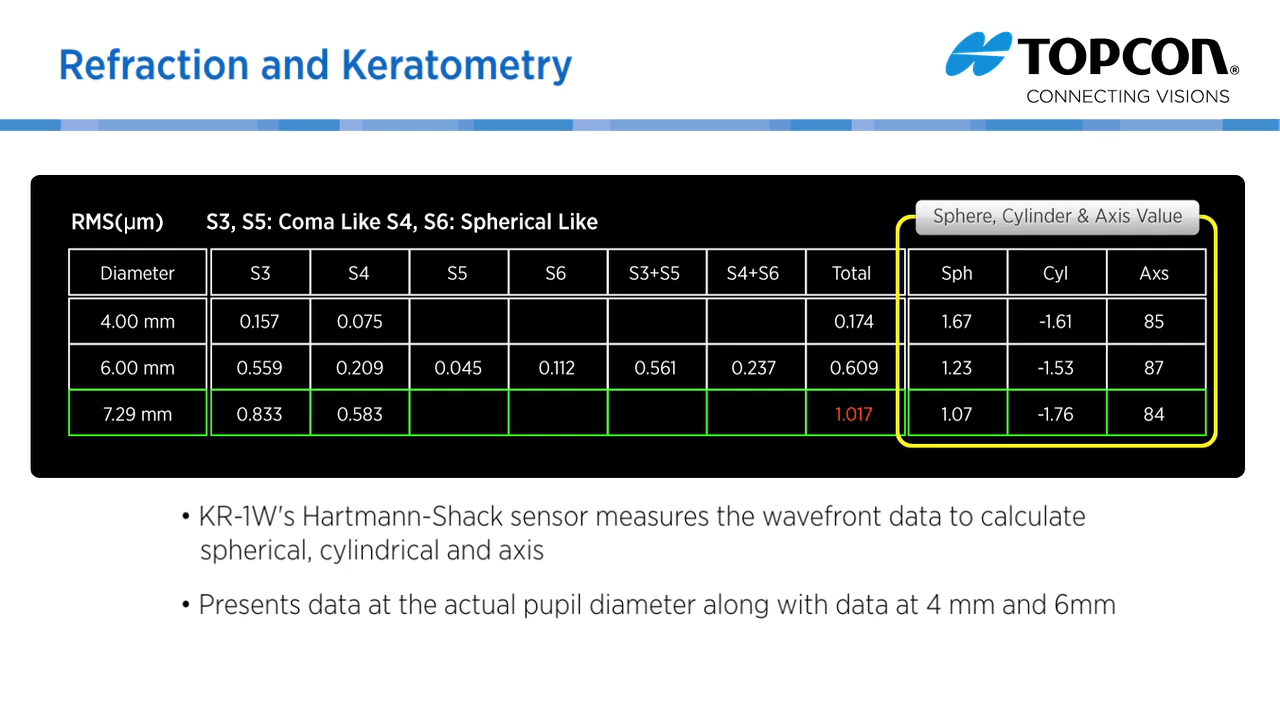 Refraction and Keratometry
TOPCON®
CONNECTING VISIONS
RMS(μm) S3, S5: Coma Like S4, S6: Spherical Like
Sphere, Cylinder & Axis Value
Diameter S3 S4 S5 S6 S3+S5 S4+S6 Total Sph Cyl Axs
4.00 mm 0.157 0.075 0.174 1.67 -1.61 85
6.00 mm 0.559 0.209 0.045 0.112 0.561 0.237 0.609 1.23 -1.53 87
7.29 mm 0.833 0.583 1.017 1.07 -1.76 84
• KR-1W's Hartmann-Shack sensor measures the wavefront data to calculate
spherical, cylindrical and axis
• Presents data at the actual pupil diameter along with data at 4 mm and 6mm